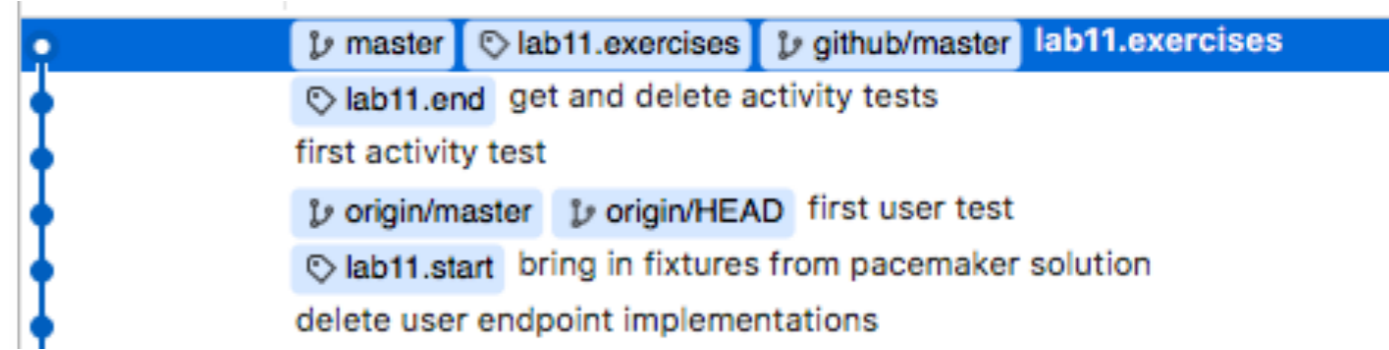 master lab11.exercises github/master lab11.exercises
lab11.end get and delete activity tests
first activity test
origin/master origin/HEAD first user test
lab11.start bring in fixtures from pacemaker solution
delete user endpoint implementations